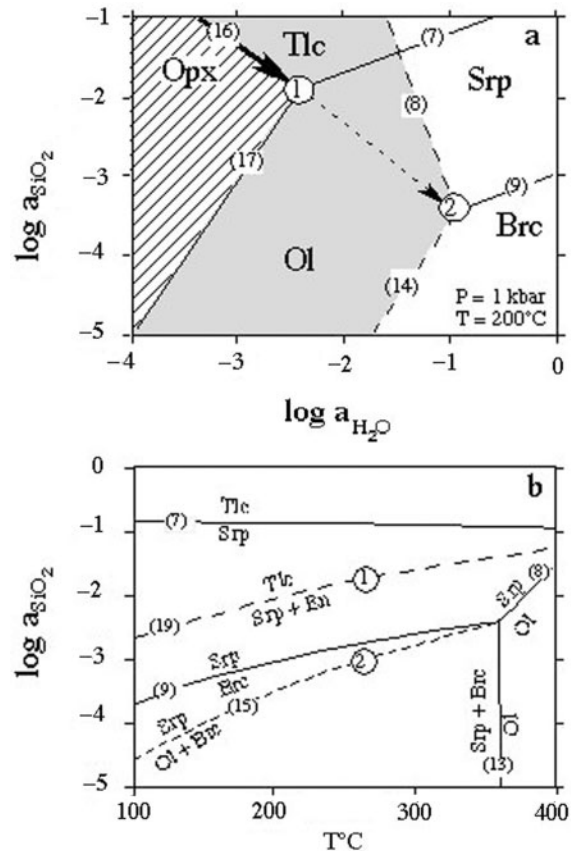 −1
−2
−3
−4
−5
log a SiO2
(16)
Tlc
(7)
a
Opx
1
(8)
Srp
(17)
2
(9)
Ol
Brc
(14)
P = 1 kbar
T = 200°C
−4 −3 −2 −1 0
log a H2O
0
−1
−2
−3
−4
−5
log a SiO2
b
(7) Tlc
Srp
(19) Tlc 1
Srp + En
(8) Srp
Ol
(9) Srp
Brc
2
Srp (15)
Ol + Brc
Srp + Brc
Ol
(13)
100 200 300 400
T°C